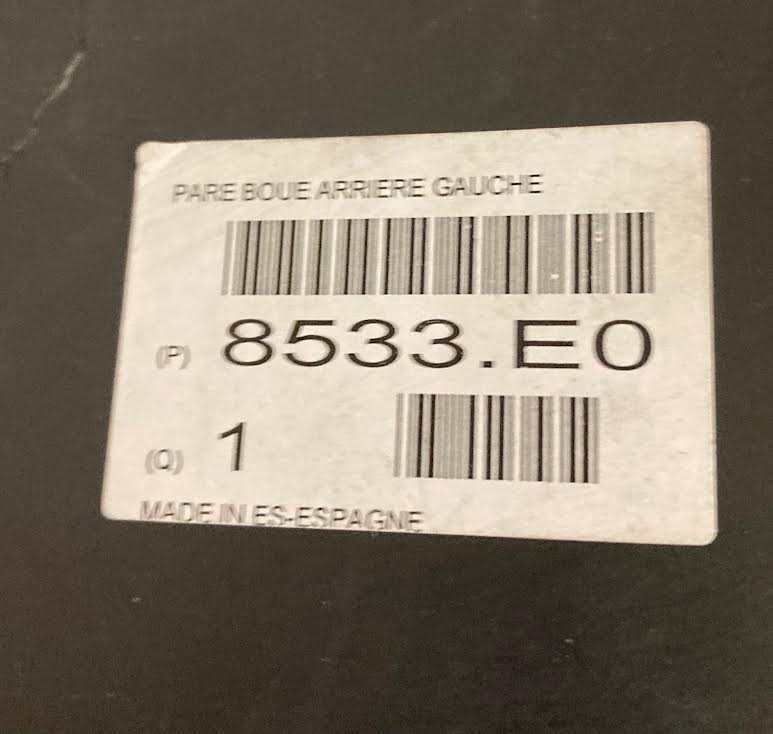 PARE BOUE ARRIERE GAUCHE
(P) 8533.E0
(Q) 1
MADE IN ES-ESPAGNE